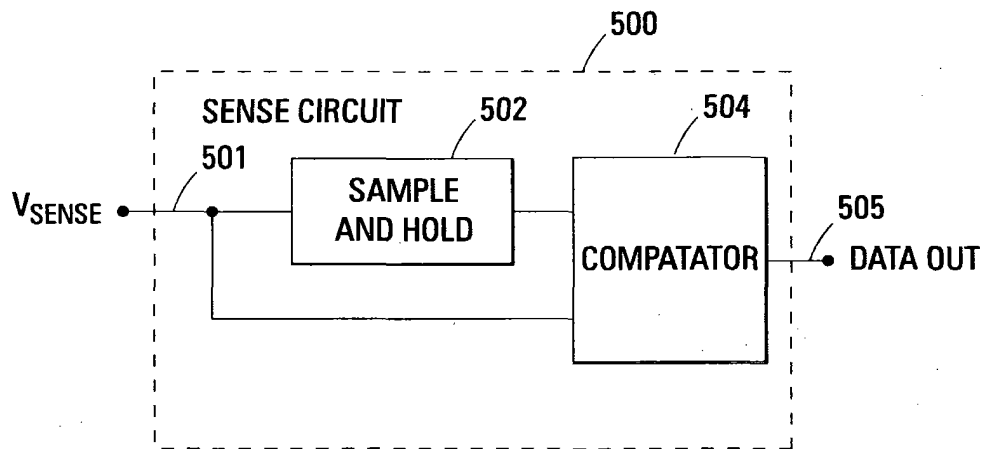 500
SENSE CIRCUIT
502
504
501
SAMPLE
AND HOLD
VSENSE
505
COMPATATOR
DATA OUT